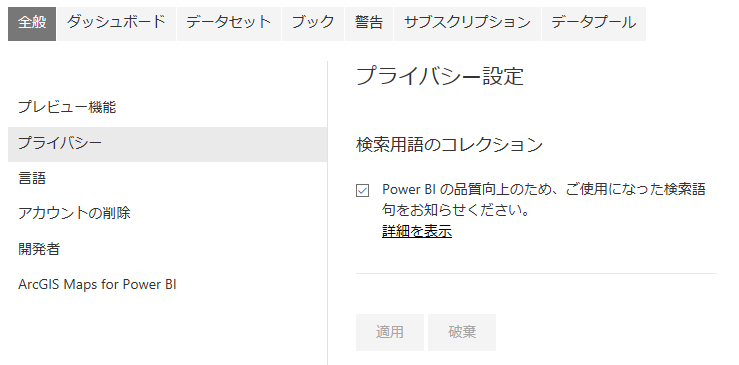 全般 ダッシュボード データセット ブック 警告 サブスクリプション データプール
プレビュー機能
プライバシー
言語
アカウントの削除
開発者
ArcGIS Maps for Power BI
プライバシー設定
検索用語のコレクション
Power BI の品質向上のため、ご使用になった検索語
句をお知らせください。
詳細を表示
適用 破棄